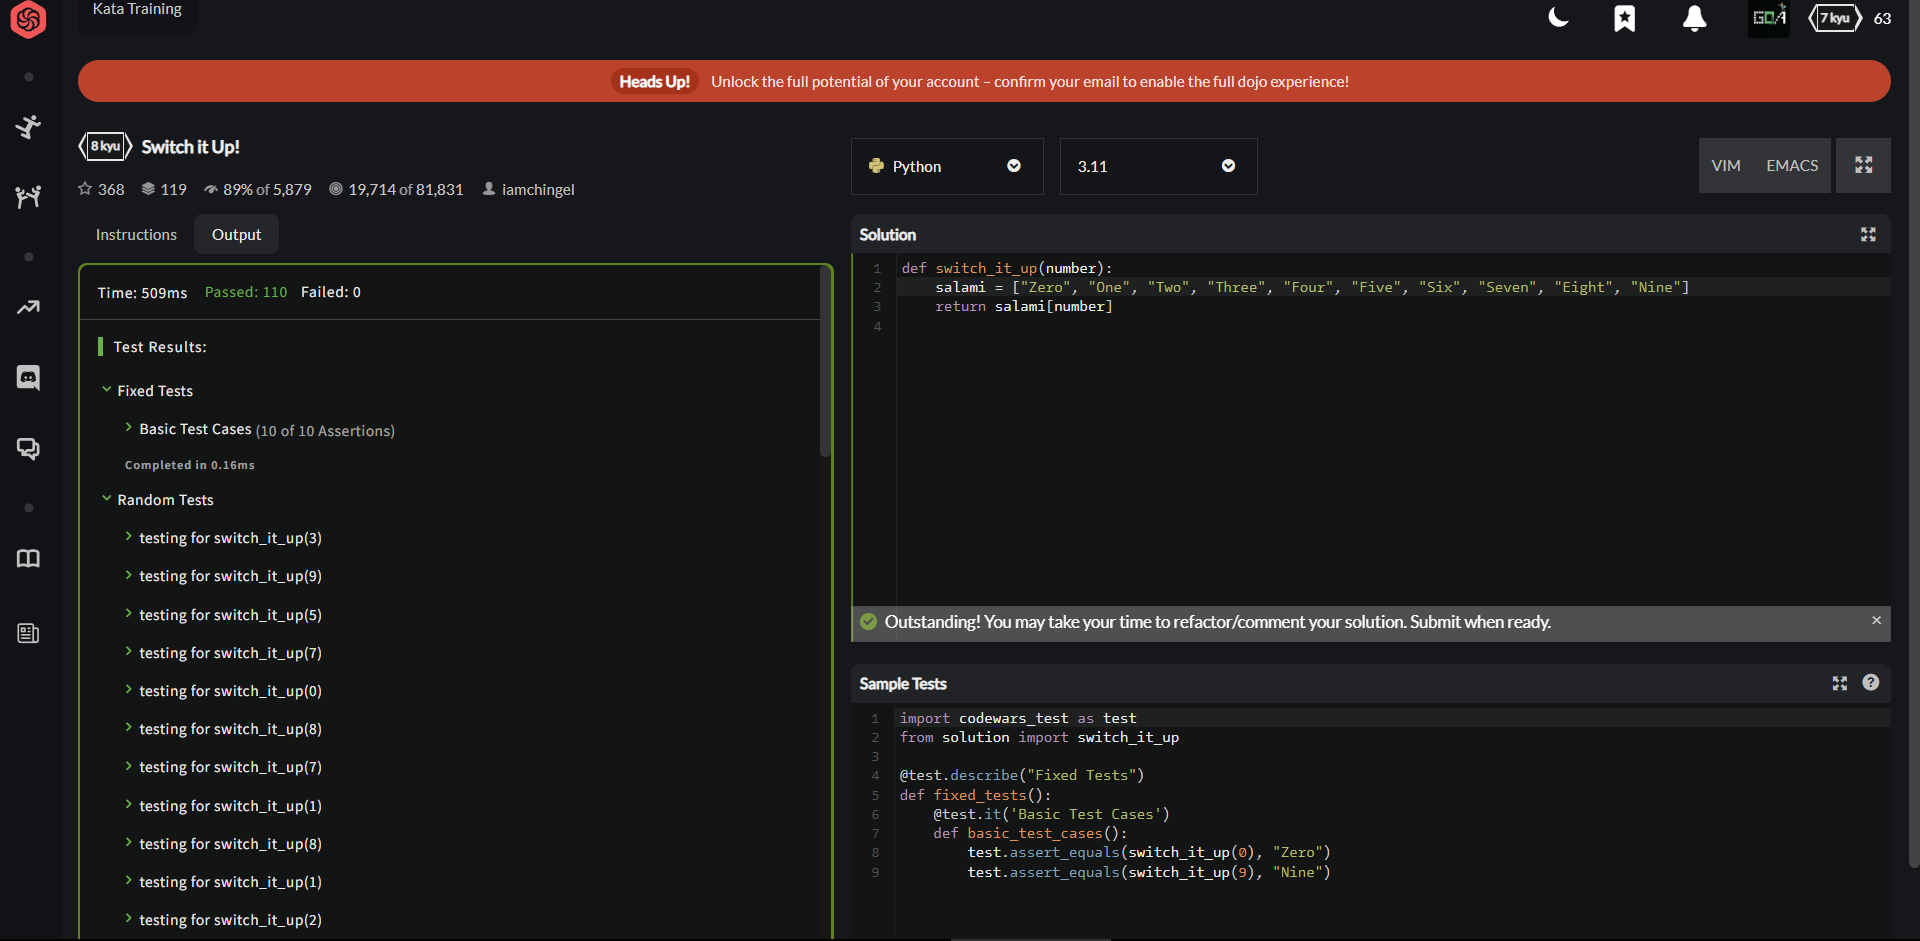 Kata Training
GOA
7 kyu
63
Heads Up! Unlock the full potential of your account – confirm your email to enable the full dojo experience!
8 kyu Switch it Up!
368 119 89% of 5,879 19,714 of 81,831 iamchingel
Instructions Output
Time: 509ms Passed: 110 Failed: 0
Test Results:
Fixed Tests
Basic Test Cases (10 of 10 Assertions)
Completed in 0.16ms
Random Tests
testing for switch_it_up(3)
testing for switch_it_up(9)
testing for switch_it_up(5)
testing for switch_it_up(7)
testing for switch_it_up(0)
testing for switch_it_up(8)
testing for switch_it_up(7)
testing for switch_it_up(1)
testing for switch_it_up(8)
testing for switch_it_up(1)
testing for switch_it_up(2)
Python 3.11 VIM EMACS
Solution
1 def switch_it_up(number):
2     salami = ["Zero", "One", "Two", "Three", "Four", "Five", "Six", "Seven", "Eight", "Nine"]
3     return salami[number]
4
Outstanding! You may take your time to refactor/comment your solution. Submit when ready. ×
Sample Tests ?
1 import codewars_test as test
2 from solution import switch_it_up
3
4 @test.describe("Fixed Tests")
5 def fixed_tests():
6     @test.it('Basic Test Cases')
7     def basic_test_cases():
8         test.assert_equals(switch_it_up(0), "Zero")
9         test.assert_equals(switch_it_up(9), "Nine")